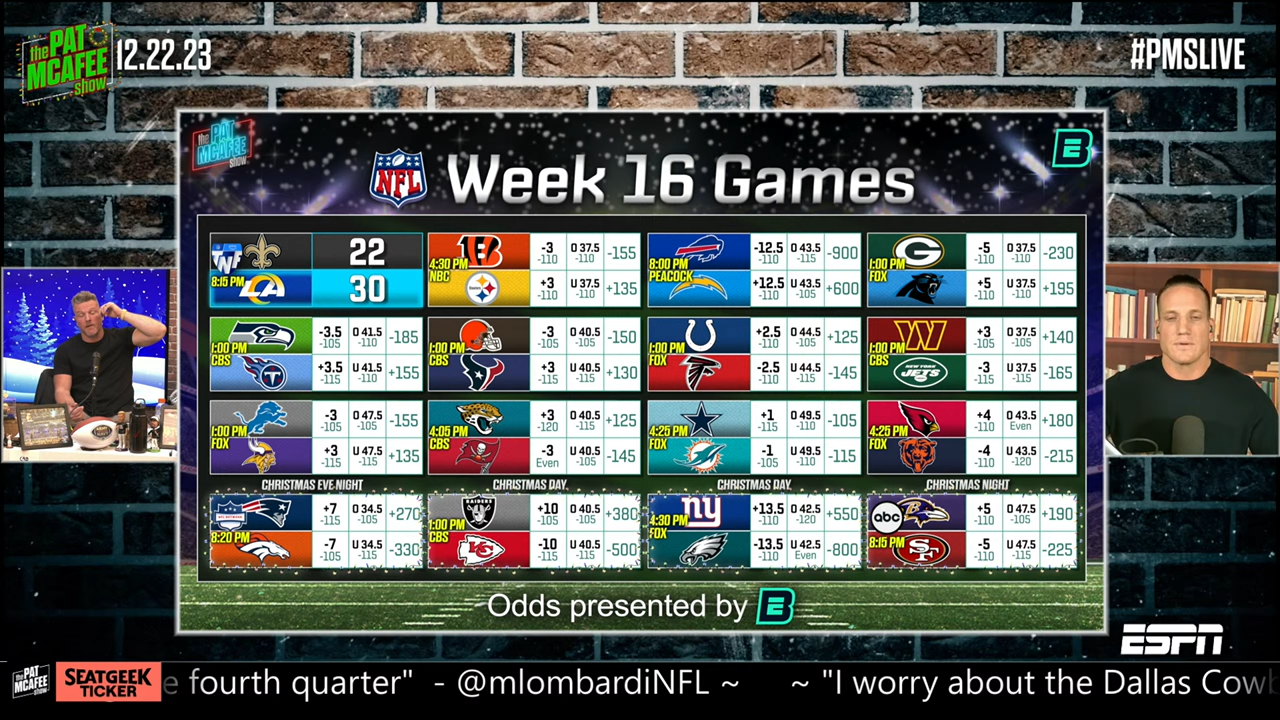 the PAT MCAFEE show
12.22.23
#PMSLIVE
the PAT MCAFEE show
NFL
Week 16 Games
E
TNF
8:15 PM
22
30
4:30 PM
NBC
Steelers
-3 -110 O 37.5 -110 -155
+3 -110 U 37.5 -110 +135
8:00 PM
PEACOCK
-12.5 -110 O 43.5 -115 -900
+12.5 -110 U 43.5 -105 +600
G
1:00 PM
FOX
-5 -110 O 37.5 -110 -230
+5 -110 U 37.5 -110 +195
1:00 PM
CBS
T
-3.5 -105 O 41.5 -110 -185
+3.5 -115 U 41.5 -110 +155
1:00 PM
CBS
-3 -105 O 40.5 -105 -150
+3 -115 U 40.5 -115 +130
1:00 PM
FOX
+2.5 -110 O 44.5 -105 +125
-2.5 -110 U 44.5 -115 -145
W
1:00 PM
CBS
NEW YORK
JETS
+3 -105 O 37.5 -105 +140
-3 -115 U 37.5 -115 -165
1:00 PM
FOX
-3 -105 O 47.5 -105 -155
+3 -115 U 47.5 -115 +135
4:05 PM
CBS
+3 -120 O 40.5 -115 +125
-3 Even U 40.5 -105 -145
4:25 PM
FOX
+1 -115 O 49.5 -110 -105
-1 -105 U 49.5 -110 -115
4:25 PM
FOX
+4 -110 O 43.5 Even +180
-4 -110 U 43.5 -120 -215
CHRISTMAS EVE NIGHT
CHRISTMAS DAY
CHRISTMAS DAY
CHRISTMAS NIGHT
8:20 PM
+7 -115 O 34.5 -105 +270
-7 -105 U 34.5 -115 -330
RAIDERS
1:00 PM
CBS
KC
+10 -105 O 40.5 -105 +380
-10 -115 U 40.5 -115 -500
ny
4:30 PM
FOX
+13.5 -110 O 42.5 -120 +550
-13.5 -110 U 42.5 Even -800
abc
B
8:15 PM
SF
+5 -110 O 47.5 -105 +190
-5 -110 U 47.5 -115 -225
Odds presented by E
ESPN
the PAT MCAFEE show
SEATGEEK
TICKER
e fourth quarter" - @mlombardiNFL ~ ~ "I worry about the Dallas Cowb